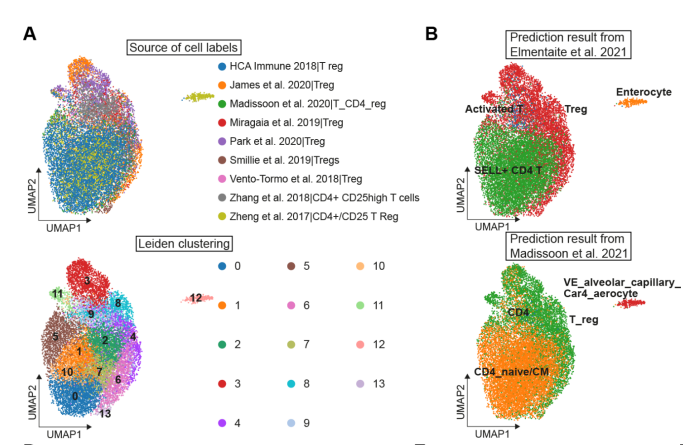 A
Source of cell labels
HCA Immune 2018|T reg
James et al. 2020|Treg
Madissoon et al. 2020|T_CD4_reg
Miragaia et al. 2019|Treg
Park et al. 2020|Treg
Smillie et al. 2019|Tregs
Vento-Tormo et al. 2018|Treg
Zhang et al. 2018|CD4+ CD25high T cells
Zheng et al. 2017|CD4+/CD25 T Reg
UMAP2
UMAP1
B
Prediction result from
Elmentaite et al. 2021
Enterocyte
Activated T
Treg
SELL+ CD4 T
UMAP2
UMAP1
Leiden clustering
3
11
8
9
12
5
4
2
1
10
7
6
0
13
0
5
10
1
6
11
2
7
12
3
8
13
4
9
UMAP2
UMAP1
Prediction result from
Madissoon et al. 2021
VE_alveolar_capillary_
Car4_aerocyte
CD4
T_reg
CD4_naive/CM
UMAP2
UMAP1